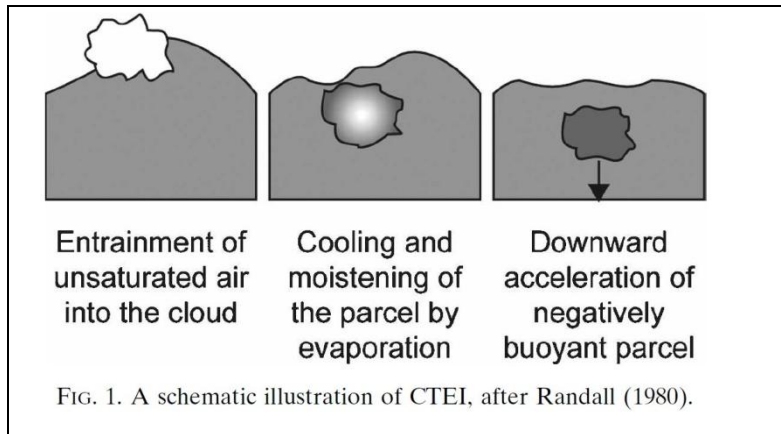 Entrainment of
unsaturated air
into the cloud
Cooling and
moistening of
the parcel by
evaporation
Downward
acceleration of
negatively
buoyant parcel
FIG. 1. A schematic illustration of CTEI, after Randall (1980).